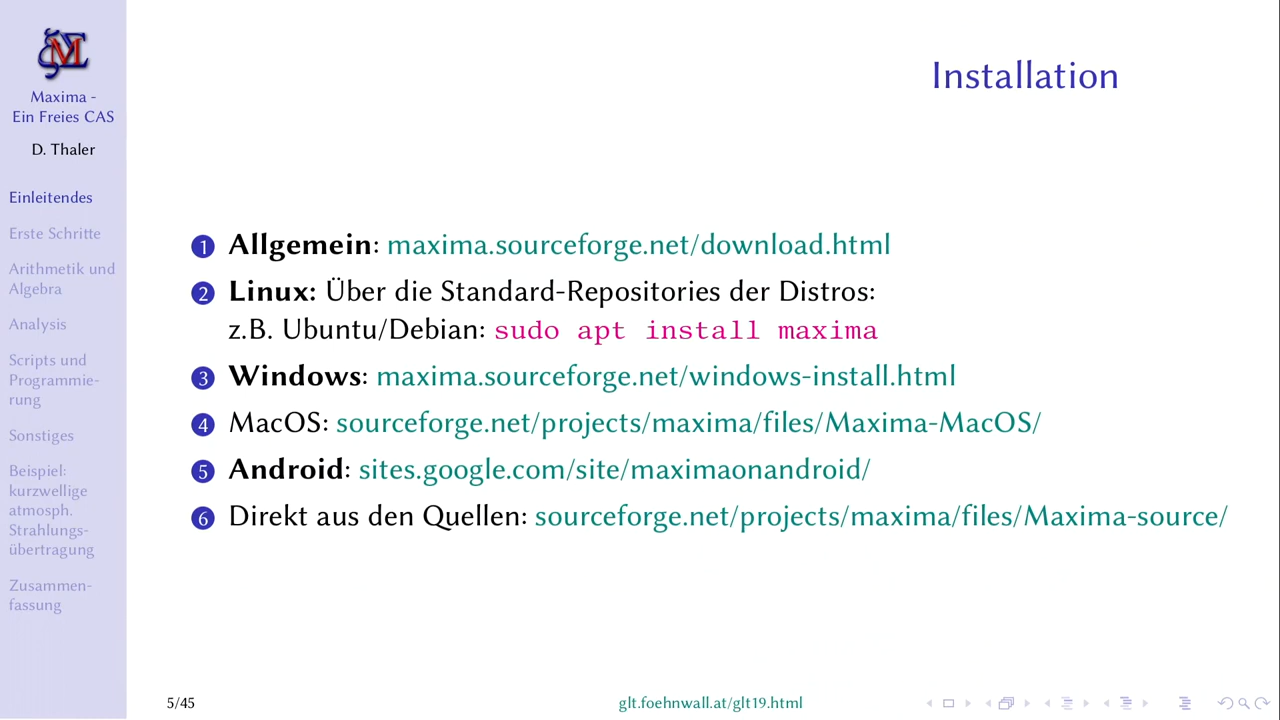 Maxima -
Ein Freies CAS
D. Thaler
Einleitendes
Erste Schritte
Arithmetik und
Algebra
Analysis
Scripts und
Programmie-
rung
Sonstiges
Beispiel:
kurzwellige
atmosph.
Strahlungs-
übertragung
Zusammen-
fassung
Installation
1 Allgemein: maxima.sourceforge.net/download.html
2 Linux: Über die Standard-Repositories der Distros:
z.B. Ubuntu/Debian: sudo apt install maxima
3 Windows: maxima.sourceforge.net/windows-install.html
4 MacOS: sourceforge.net/projects/maxima/files/Maxima-MacOS/
5 Android: sites.google.com/site/maximaonandroid/
6 Direkt aus den Quellen: sourceforge.net/projects/maxima/files/Maxima-source/
5/45
glt.foehnwall.at/glt19.html